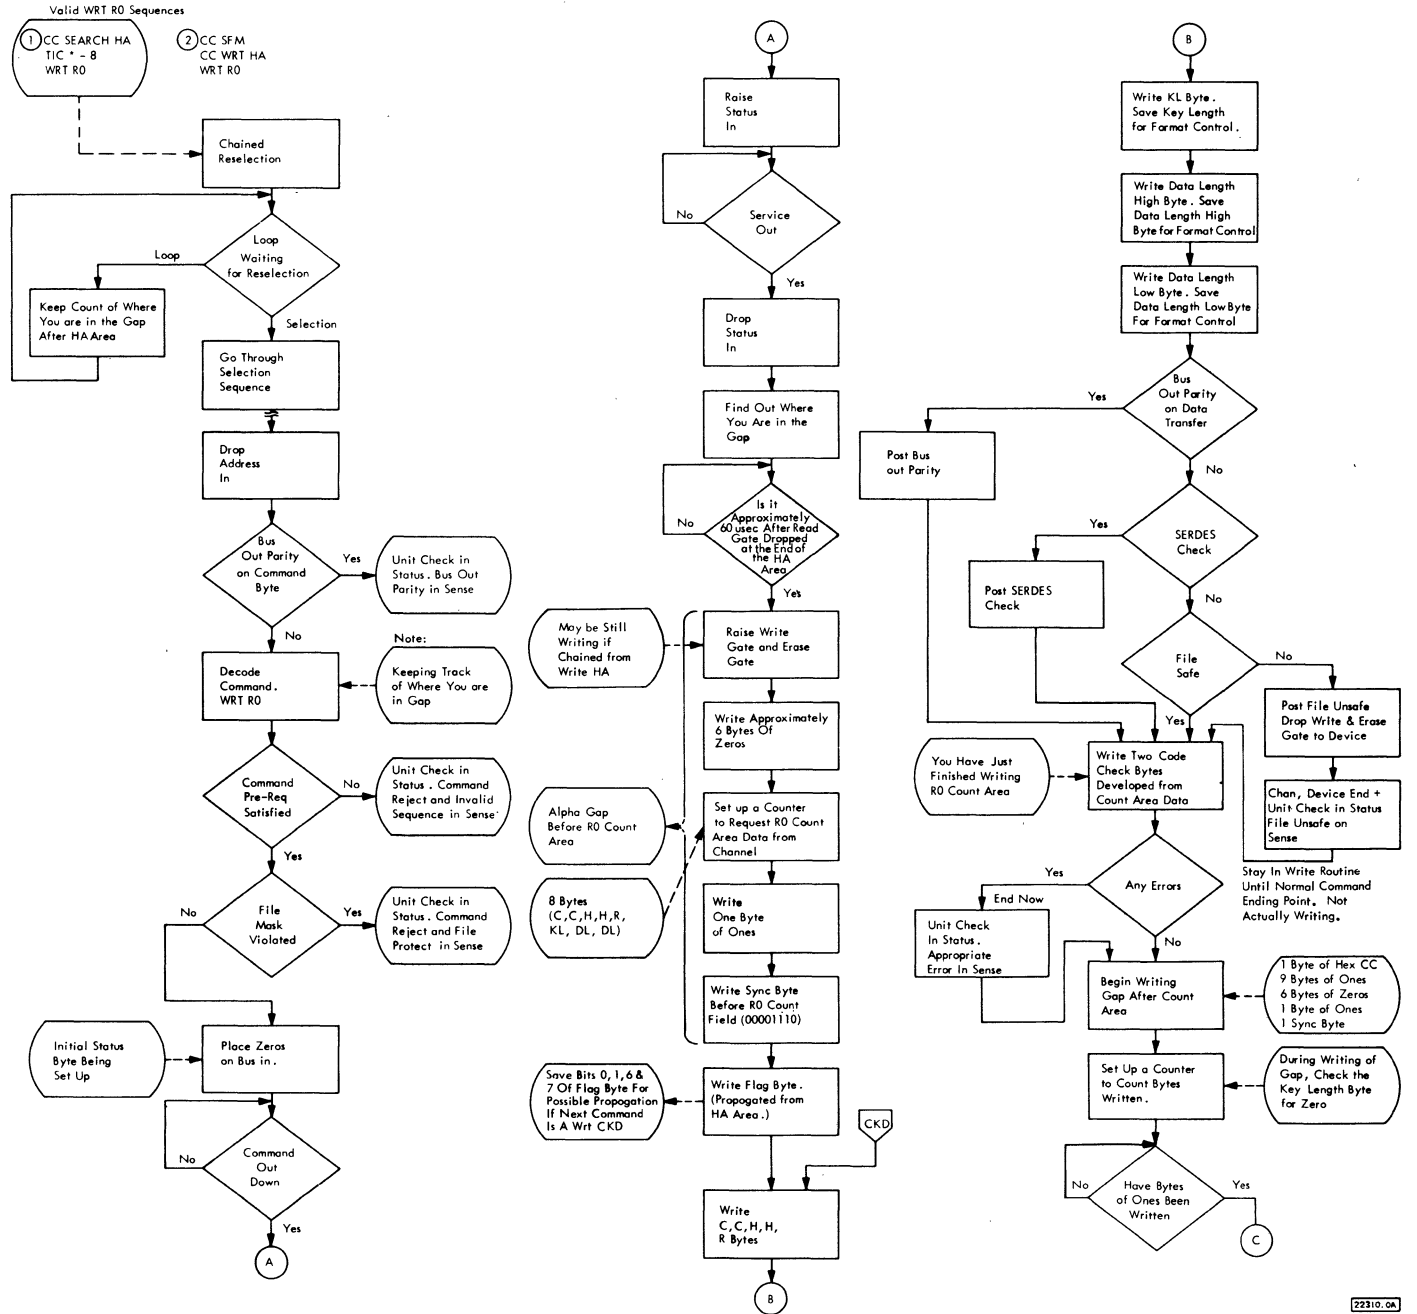 Valid WRT R0 Sequences
1 CC SEARCH HA
TIC * - 8
WRT R0
2 CC SFM
CC WRT HA
WRT R0
Chained
Reselection
Loop
Waiting
for Reselection
Loop
Keep Count of Where
You are in the Gap
After HA Area
Selection
Go Through
Selection
Sequence
Drop
Address
In
Bus
Out Parity
on Command
Byte
Yes
Unit Check in
Status. Bus Out
Parity in Sense
No
Note:
Decode
Command.
WRT R0
Keeping Track
of Where You are
in Gap
Command
Pre-Req
Satisfied
No
Unit Check in
Status. Command
Reject and Invalid
Sequence in Sense
Yes
File
Mask
Violated
No
Yes
Unit Check in
Status. Command
Reject and File
Protect in Sense
Initial Status
Byte Being
Set Up
Place Zeros
on Bus in.
No
Command
Out
Down
Yes
A
A
Raise
Status
In
No
Service
Out
Yes
Drop
Status
In
Find Out Where
You Are in the
Gap
No
Is it
Approximately
60 usec After Read
Gate Dropped
at the End of
the HA
Area
Yes
May be Still
Writing if
Chained from
Write HA
Raise Write
Gate and Erase
Gate
Write Approximately
6 Bytes Of
Zeros
Alpha Gap
Before R0 Count
Area
Set up a Counter
to Request R0 Count
Area Data from
Channel
8 Bytes
(C,C,H,H,R,
KL, DL, DL)
Write
One Byte
of Ones
Write Sync Byte
Before R0 Count
Field (00001110)
Save Bits 0,1,6 &
7 Of Flag Byte For
Possible Propogation
If Next Command
Is A Wrt CKD
Write Flag Byte.
(Propogated from
HA Area.)
CKD
Write
C,C,H,H,
R Bytes
B
B
Write KL Byte.
Save Key Length
for Format Control.
Write Data Length
High Byte. Save
Data Length High
Byte for Format Control
Write Data Length
Low Byte. Save
Data Length Low Byte
For Format Control
Bus
Out Parity
on Data
Transfer
Yes
Post Bus
out Parity
No
SERDES
Check
Yes
Post SERDES
Check
No
File
Safe
No
Post File Unsafe
Drop Write & Erase
Gate to Device
Yes
You Have Just
Finished Writing
R0 Count Area
Write Two Code
Check Bytes
Developed from
Count Area Data
Chan, Device End +
Unit Check in Status
File Unsafe on
Sense
Stay In Write Routine
Until Normal Command
Ending Point. Not
Actually Writing.
Any Errors
Yes
End Now
Unit Check
In Status.
Appropriate
Error In Sense
No
Begin Writing
Gap After Count
Area
1 Byte of Hex CC
9 Bytes of Ones
6 Bytes of Zeros
1 Byte of Ones
1 Sync Byte
Set Up a Counter
to Count Bytes
Written.
During Writing of
Gap, Check the
Key Length Byte
for Zero
No
Have Bytes
of Ones Been
Written
Yes
C
22310.0A